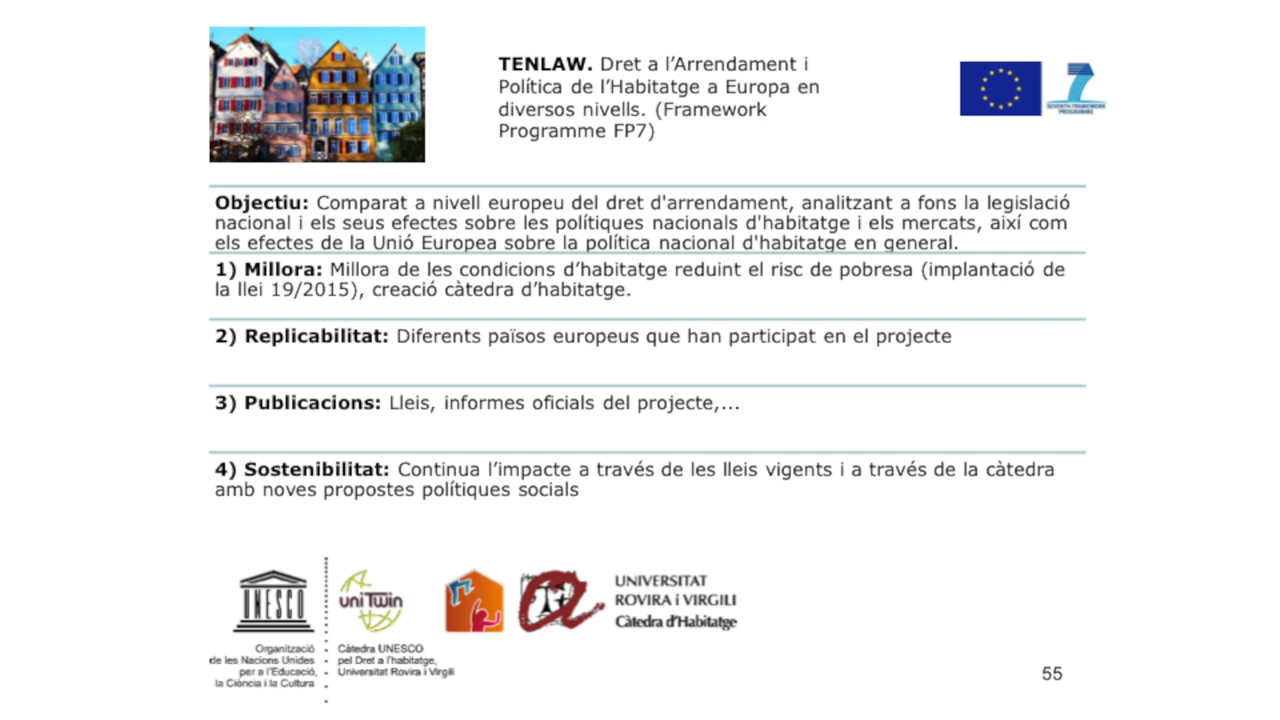 TENLAW. Dret a l’Arrendament i
Política de l’Habitatge a Europa en
diversos nivells. (Framework
Programme FP7)
SEVENTH FRAMEWORK
PROGRAMME
Objectiu: Comparat a nivell europeu del dret d'arrendament, analitzant a fons la legislació
nacional i els seus efectes sobre les polítiques nacionals d'habitatge i els mercats, així com
els efectes de la Unió Europea sobre la política nacional d'habitatge en general.
1) Millora: Millora de les condicions d’habitatge reduint el risc de pobresa (implantació de
la llei 19/2015), creació càtedra d’habitatge.
2) Replicabilitat: Diferents països europeus que han participat en el projecte
3) Publicacions: Lleis, informes oficials del projecte,...
4) Sostenibilitat: Continua l’impacte a través de les lleis vigents i a través de la càtedra
amb noves propostes polítiques socials
UNESCO
Organització
de les Nacions Unides
per a l’Educació,
la Ciència i la Cultura
uniTwin
Càtedra UNESCO
pel Dret a l’habitatge,
Universitat Rovira i Virgili
UNIVERSITAT
ROVIRA i VIRGILI
Càtedra d’Habitatge
55